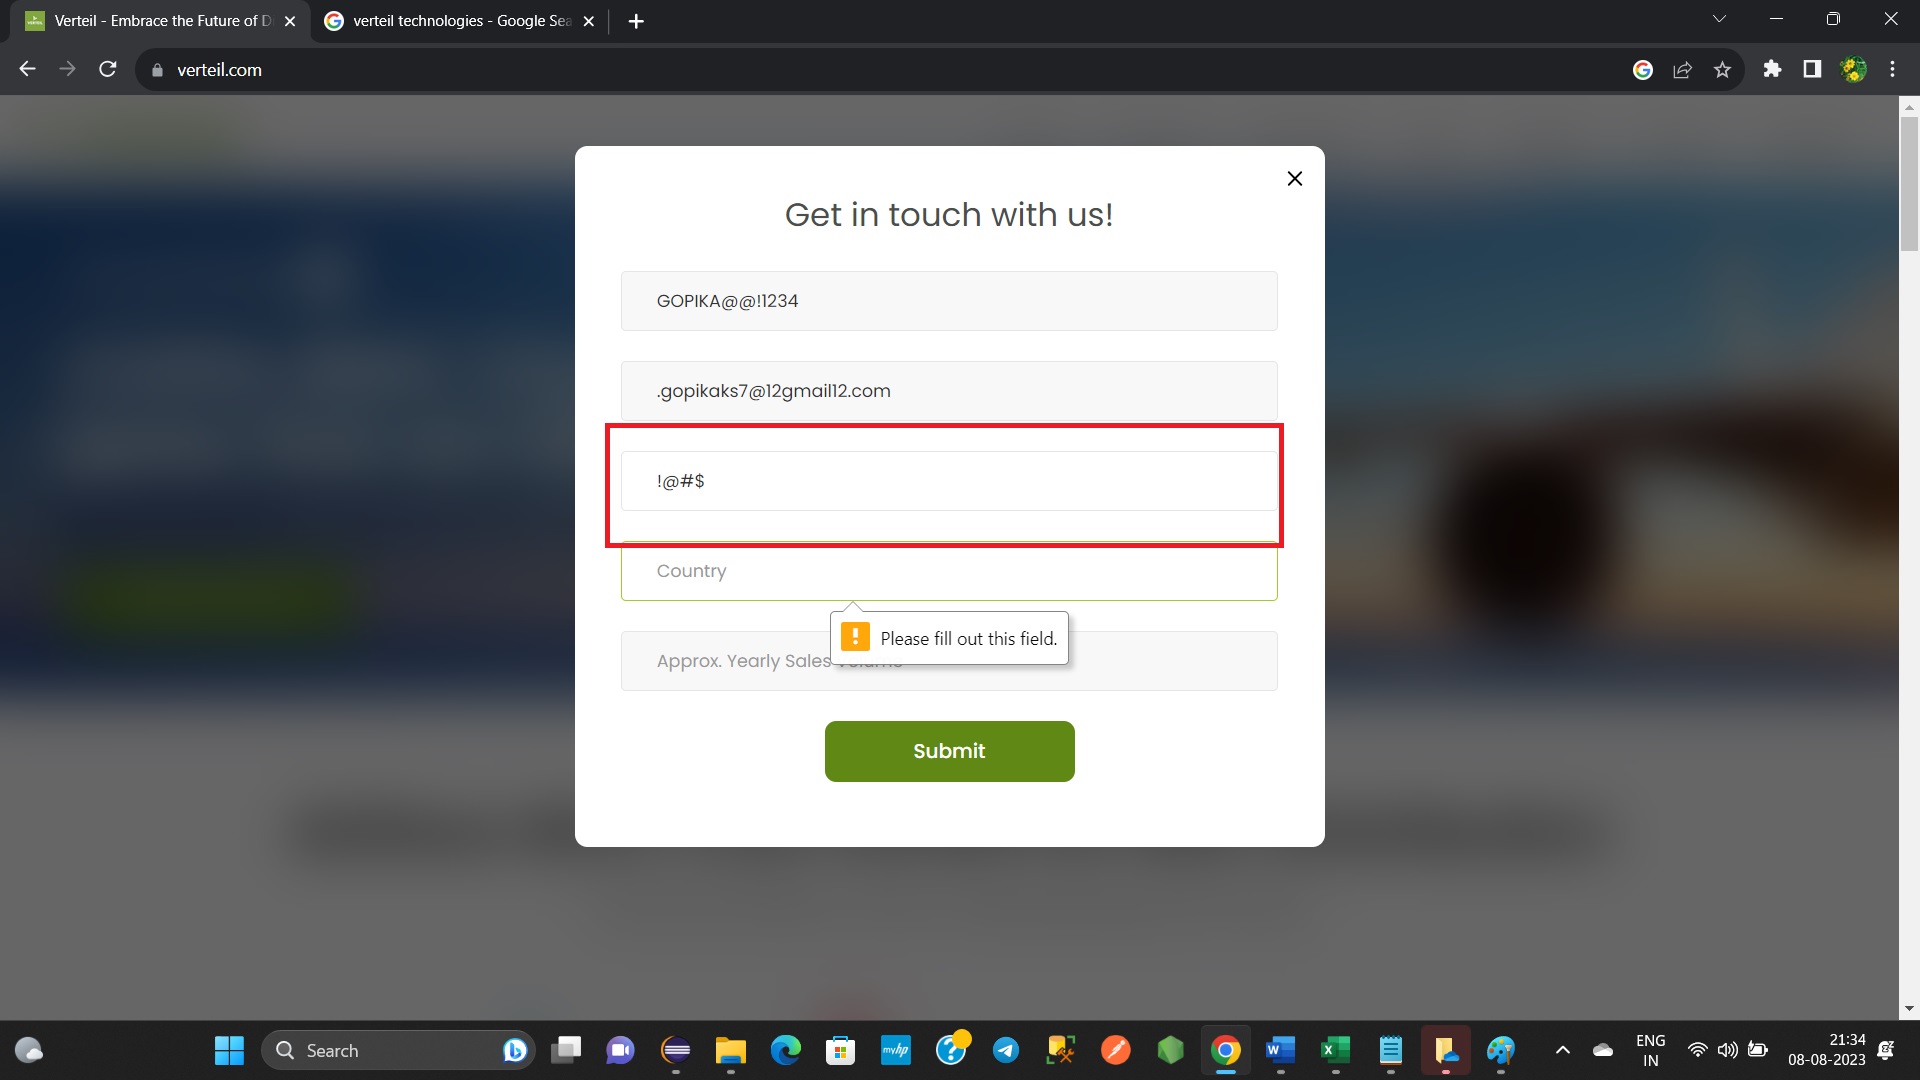 Verteil - Embrace the Future of D
verteil technologies - Google Sea
verteil.com
Get in touch with us!
GOPIKA@@!1234
.gopikaks7@12gmail12.com
!@#$
Country
Please fill out this field.
Approx. Yearly Sales Volume
Submit
Search
myhp
ENG
IN
21:34
08-08-2023